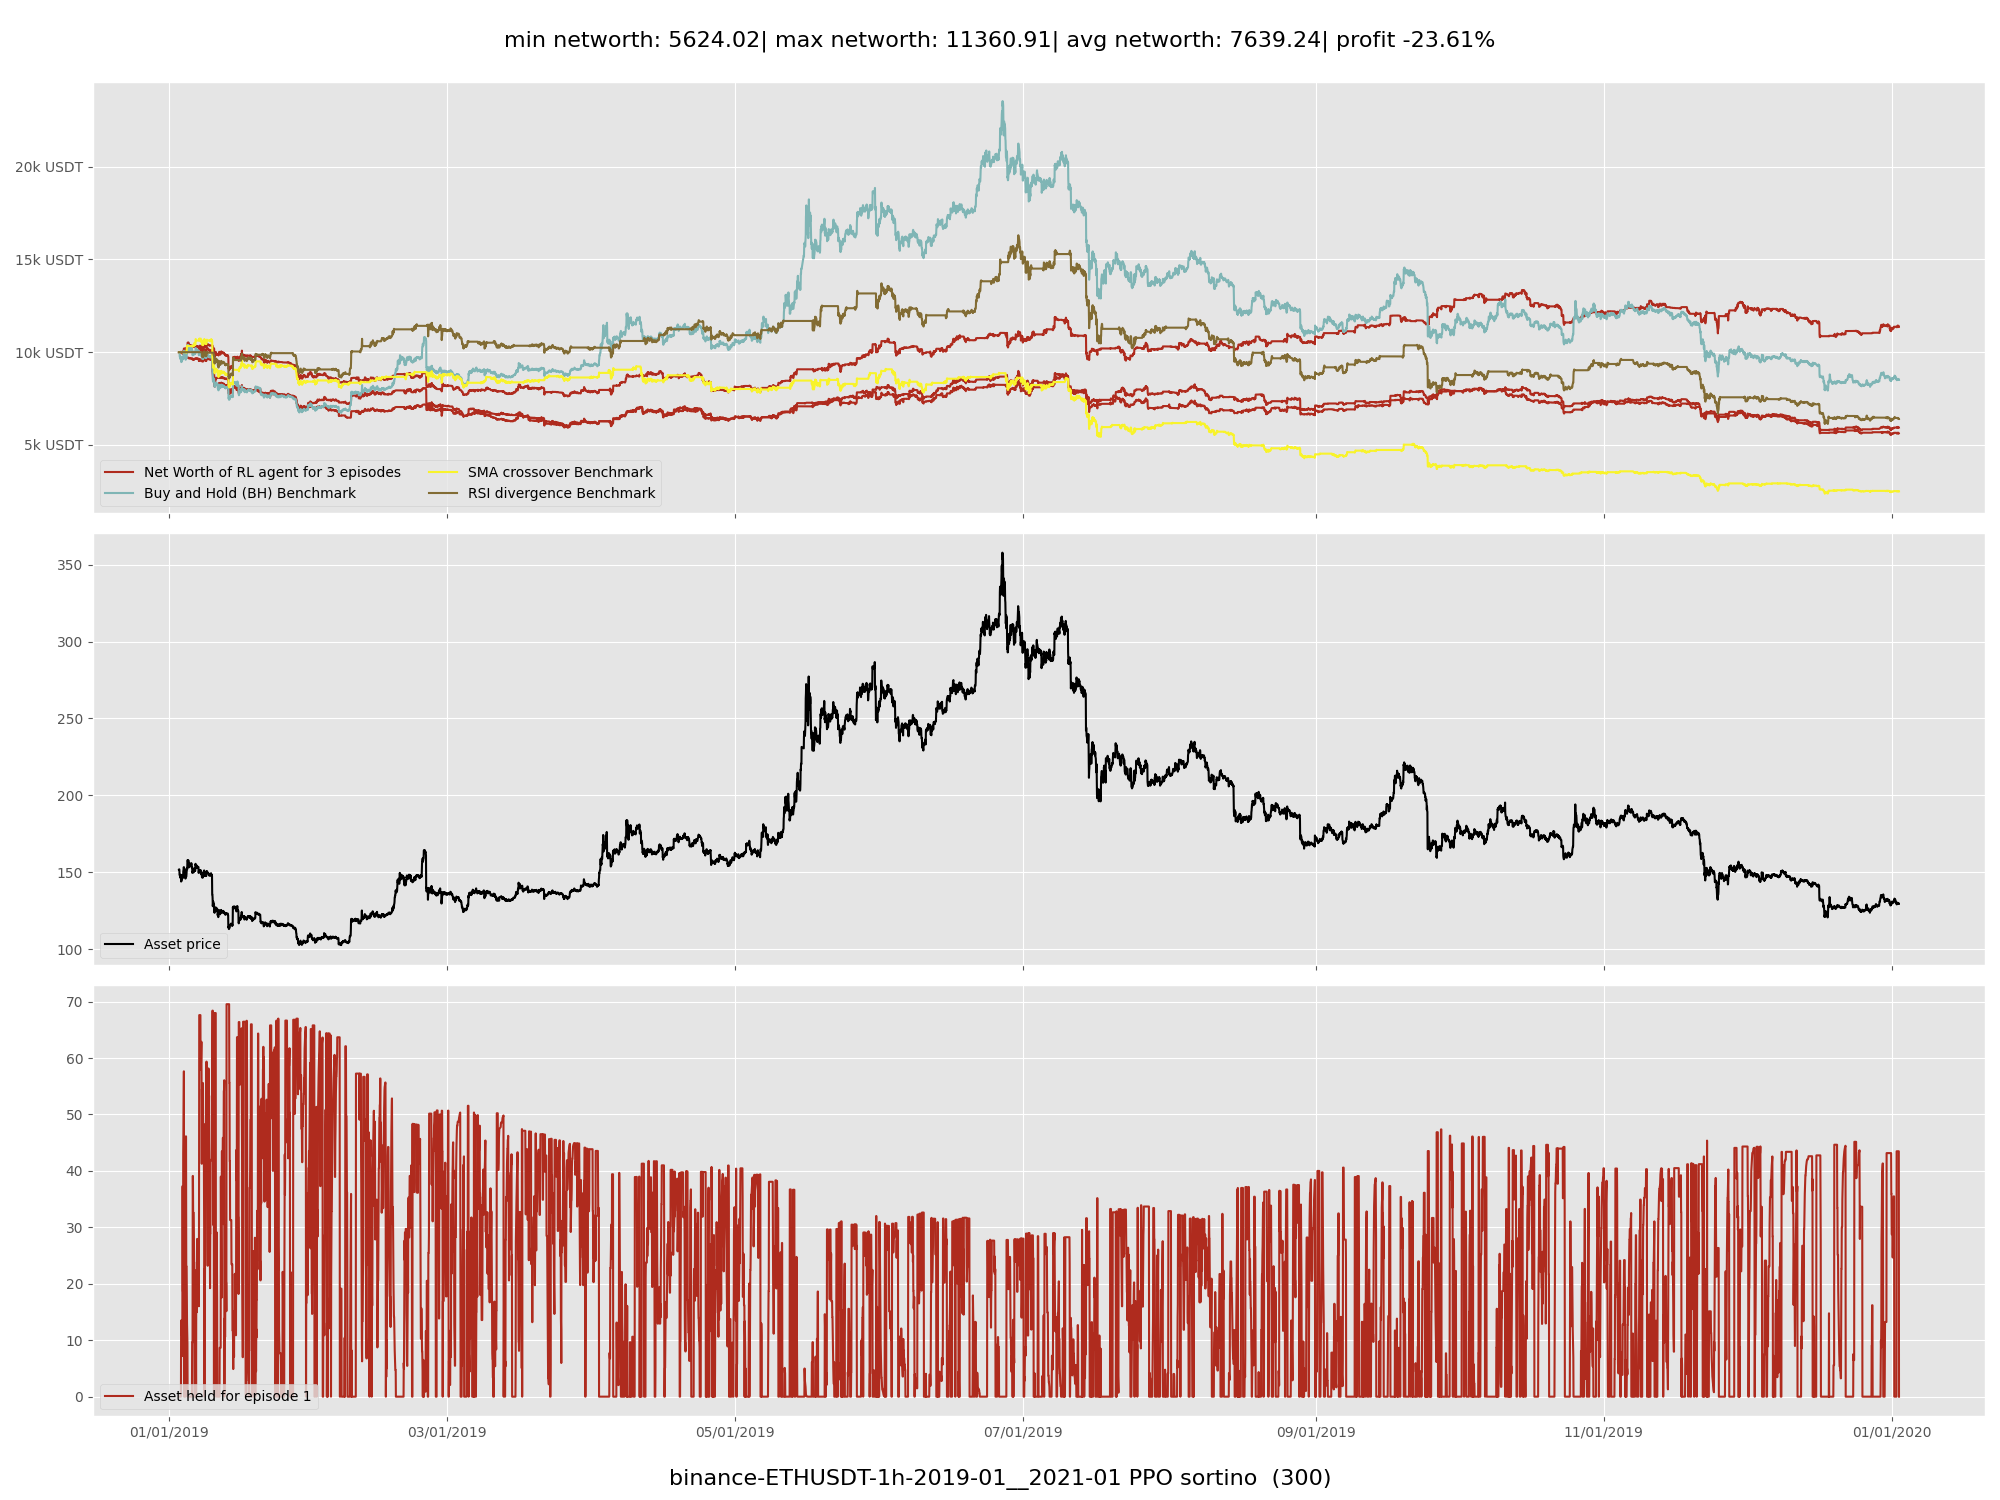 min networth: 5624.02| max networth: 11360.91| avg networth: 7639.24| profit -23.61%
20k USDT
15k USDT
10k USDT
5k USDT
Net Worth of RL agent for 3 episodes
Buy and Hold (BH) Benchmark
SMA crossover Benchmark
RSI divergence Benchmark
350
300
250
200
150
100
Asset price
70
60
50
40
30
20
10
0
Asset held for episode 1
01/01/2019
03/01/2019
05/01/2019
07/01/2019
09/01/2019
11/01/2019
01/01/2020
binance-ETHUSDT-1h-2019-01__2021-01 PPO sortino  (300)